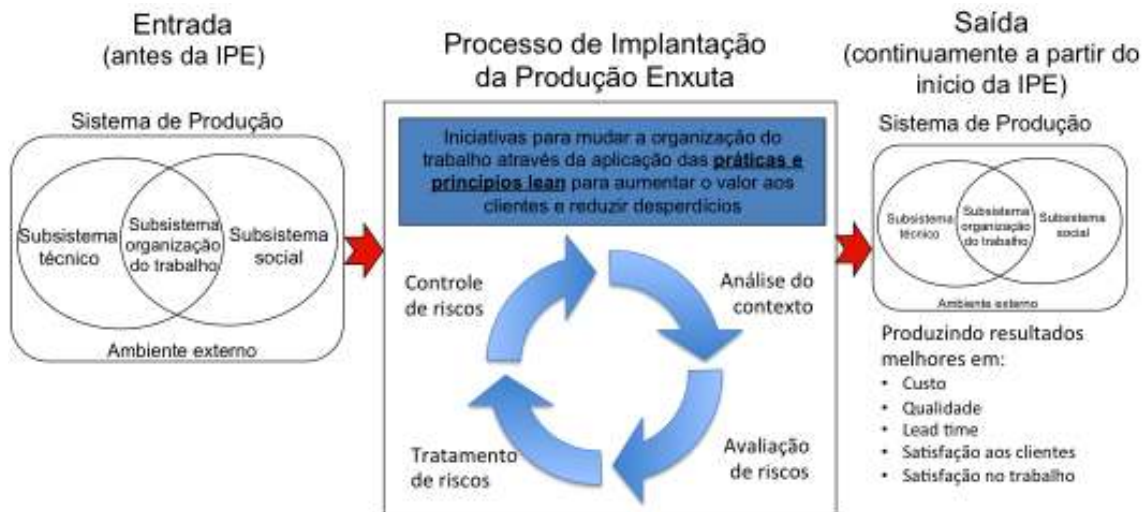 Entrada
(antes da IPE)
Sistema de Produção
Subsistema
técnico
Subsistema
organização
do trabalho
Subsistema
social
Ambiente externo
Processo de Implantação
da Produção Enxuta
Iniciativas para mudar a organização do
trabalho através da aplicação das práticas e
princípios lean para aumentar o valor aos
clientes e reduzir desperdícios
Controle
de riscos
Análise do
contexto
Tratamento
de riscos
Avaliação
de riscos
Saída
(continuamente a partir do
início da IPE)
Sistema de Produção
Subsistema
técnico
Subsistema
organização
do trabalho
Subsistema
social
Ambiente externo
Produzindo resultados
melhores em:
• Custo
• Qualidade
• Lead time
• Satisfação aos clientes
• Satisfação no trabalho